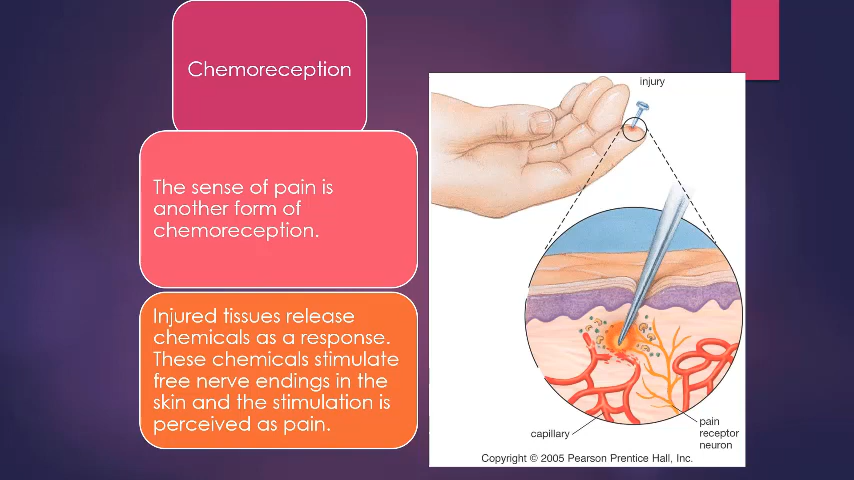 Chemoreception
The sense of pain is
another form of
chemoreception.
Injured tissues release
chemicals as a response.
These chemicals stimulate
free nerve endings in the
skin and the stimulation is
perceived as pain.
injury
capillary
pain
receptor
neuron
Copyright © 2005 Pearson Prentice Hall, Inc.